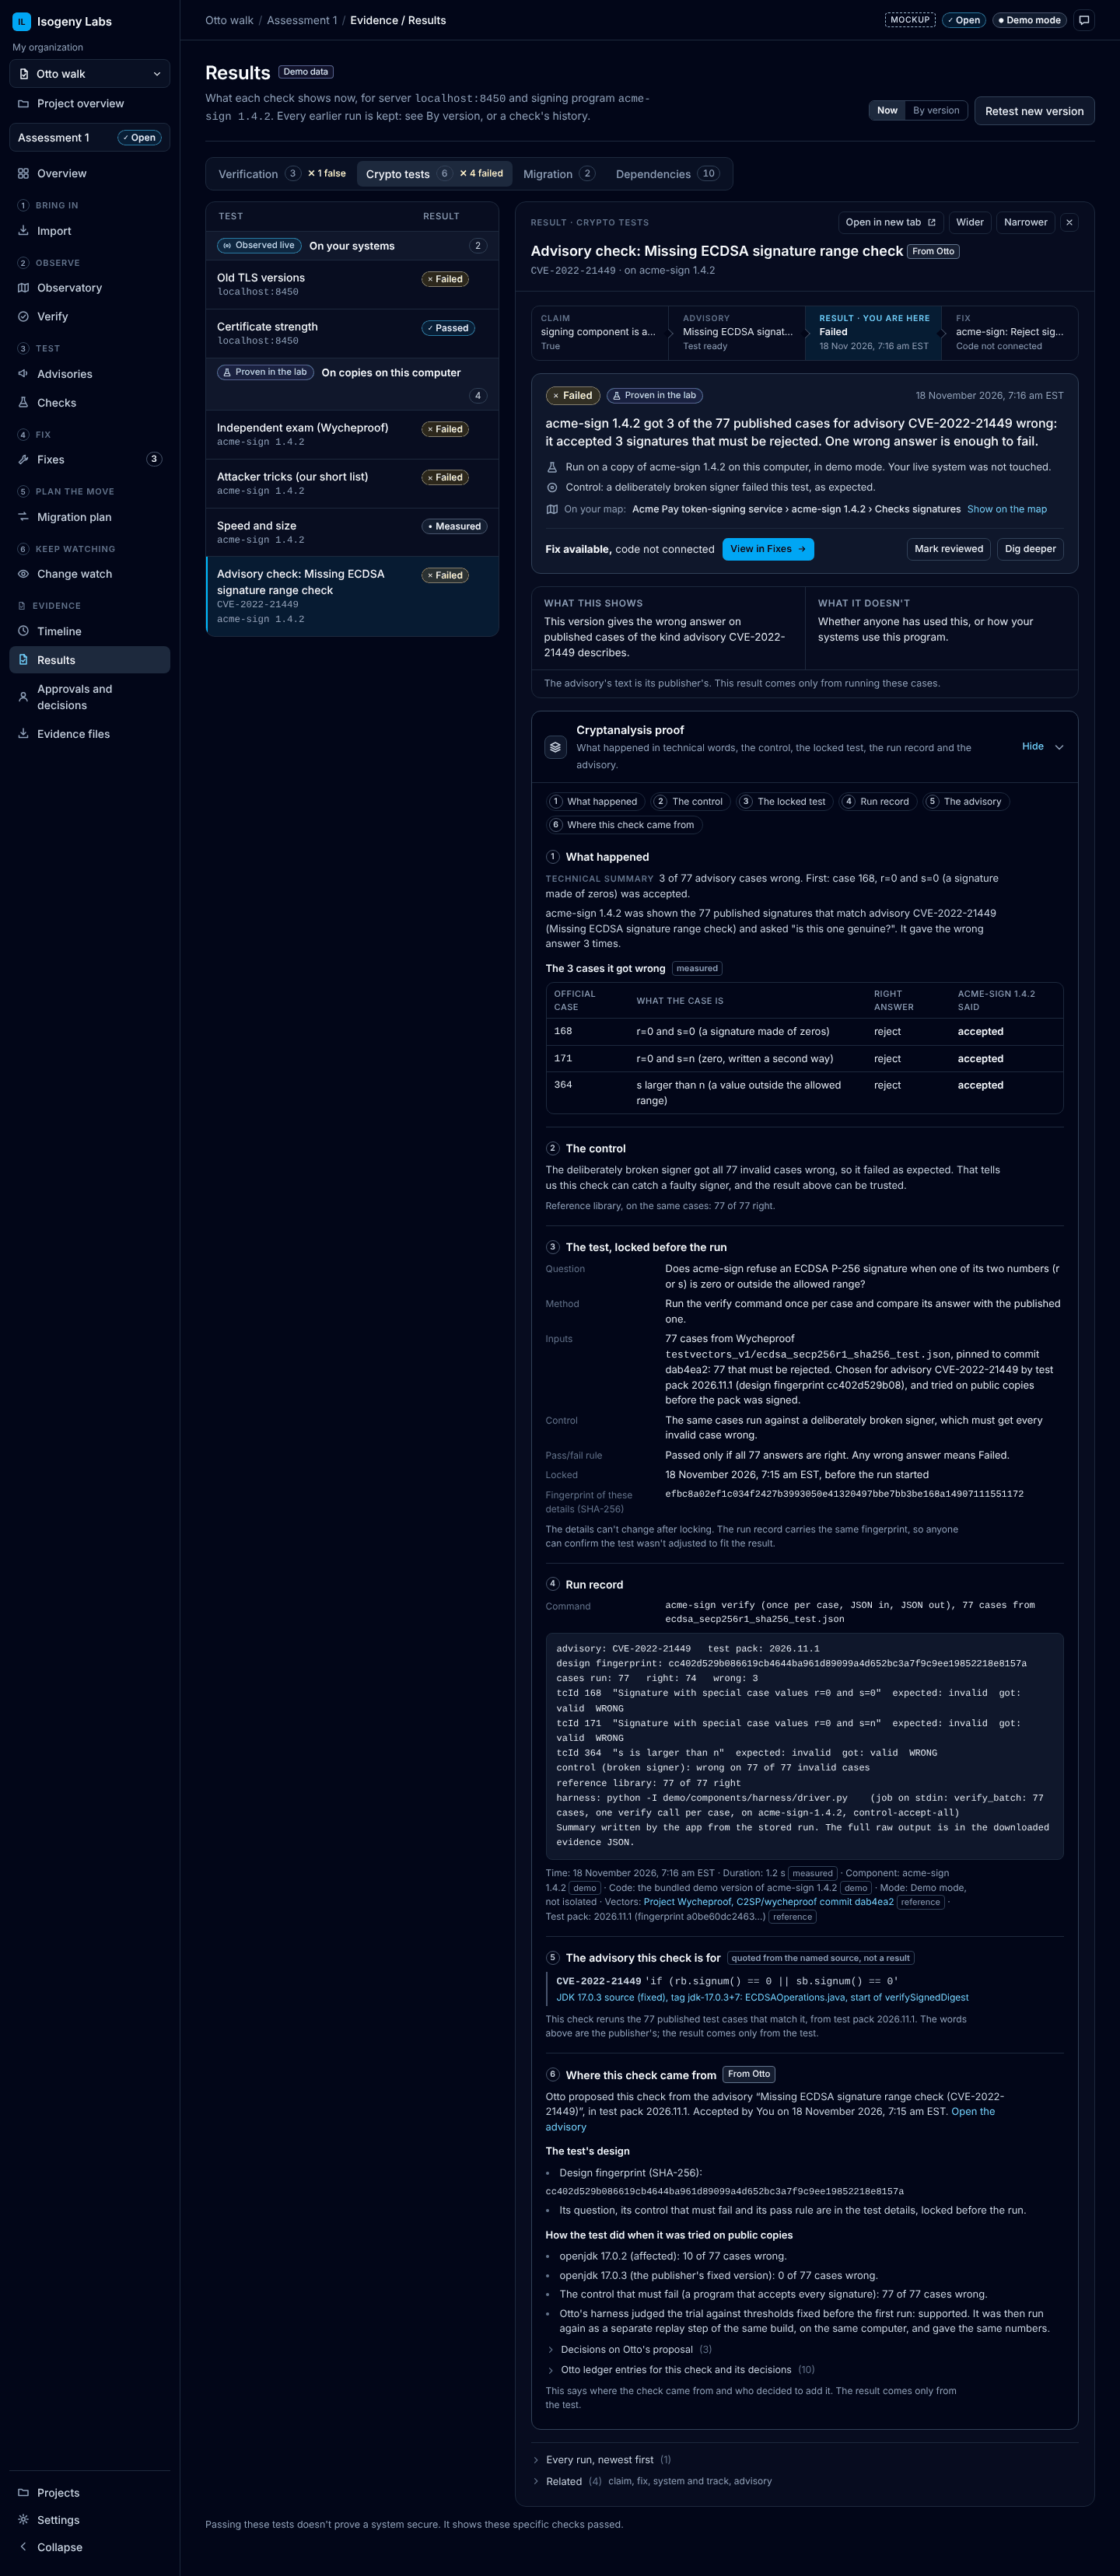 IL Isogeny Labs
My organization
Otto walk
Project overview
Assessment 1 ✓ Open
Overview
1 BRING IN
Import
2 OBSERVE
Observatory
Verify
3 TEST
Advisories
Checks
4 FIX
Fixes 3
5 PLAN THE MOVE
Migration plan
6 KEEP WATCHING
Change watch
EVIDENCE
Timeline
Results
Approvals and
decisions
Evidence files
Projects
Settings
Collapse
Otto walk / Assessment 1 / Evidence / Results
MOCKUP ✓ Open ● Demo mode
Results Demo data
What each check shows now, for server localhost:8450 and signing program acme-
sign 1.4.2. Every earlier run is kept: see By version, or a check's history.
Now By version Retest new version
Verification 3 ✕ 1 false Crypto tests 6 ✕ 4 failed Migration 2 Dependencies 10
TEST RESULT
Observed live On your systems 2
Old TLS versions × Failed
localhost:8450
Certificate strength ✓ Passed
localhost:8450
Proven in the lab On copies on this computer
4
Independent exam (Wycheproof) × Failed
acme-sign 1.4.2
Attacker tricks (our short list) × Failed
acme-sign 1.4.2
Speed and size • Measured
acme-sign 1.4.2
Advisory check: Missing ECDSA × Failed
signature range check
CVE-2022-21449
acme-sign 1.4.2
RESULT · CRYPTO TESTS Open in new tab Wider Narrower ×
Advisory check: Missing ECDSA signature range check From Otto
CVE-2022-21449 · on acme-sign 1.4.2
CLAIM ADVISORY RESULT · YOU ARE HERE FIX
signing component is a... Missing ECDSA signat... Failed acme-sign: Reject sig...
True Test ready 18 Nov 2026, 7:16 am EST Code not connected
× Failed Proven in the lab 18 November 2026, 7:16 am EST
acme-sign 1.4.2 got 3 of the 77 published cases for advisory CVE-2022-21449 wrong:
it accepted 3 signatures that must be rejected. One wrong answer is enough to fail.
Run on a copy of acme-sign 1.4.2 on this computer, in demo mode. Your live system was not touched.
Control: a deliberately broken signer failed this test, as expected.
On your map: Acme Pay token-signing service › acme-sign 1.4.2 › Checks signatures Show on the map
Fix available, code not connected View in Fixes → Mark reviewed Dig deeper
WHAT THIS SHOWS WHAT IT DOESN'T
This version gives the wrong answer on Whether anyone has used this, or how your
published cases of the kind advisory CVE-2022- systems use this program.
21449 describes.
The advisory's text is its publisher's. This result comes only from running these cases.
Cryptanalysis proof
What happened in technical words, the control, the locked test, the run record and the Hide
advisory.
1 What happened 2 The control 3 The locked test 4 Run record 5 The advisory
6 Where this check came from
1 What happened
TECHNICAL SUMMARY 3 of 77 advisory cases wrong. First: case 168, r=0 and s=0 (a signature
made of zeros) was accepted.
acme-sign 1.4.2 was shown the 77 published signatures that match advisory CVE-2022-21449
(Missing ECDSA signature range check) and asked "is this one genuine?". It gave the wrong
answer 3 times.
The 3 cases it got wrong measured
OFFICIAL WHAT THE CASE IS RIGHT ACME-SIGN 1.4.2
CASE ANSWER SAID
168 r=0 and s=0 (a signature made of zeros) reject accepted
171 r=0 and s=n (zero, written a second way) reject accepted
364 s larger than n (a value outside the allowed reject accepted
range)
2 The control
The deliberately broken signer got all 77 invalid cases wrong, so it failed as expected. That tells
us this check can catch a faulty signer, and the result above can be trusted.
Reference library, on the same cases: 77 of 77 right.
3 The test, locked before the run
Question Does acme-sign refuse an ECDSA P-256 signature when one of its two numbers (r
or s) is zero or outside the allowed range?
Method Run the verify command once per case and compare its answer with the published
one.
Inputs 77 cases from Wycheproof
testvectors_v1/ecdsa_secp256r1_sha256_test.json, pinned to commit
dab4ea2: 77 that must be rejected. Chosen for advisory CVE-2022-21449 by test
pack 2026.11.1 (design fingerprint cc402d529b08), and tried on public copies
before the pack was signed.
Control The same cases run against a deliberately broken signer, which must get every
invalid case wrong.
Pass/fail rule Passed only if all 77 answers are right. Any wrong answer means Failed.
Locked 18 November 2026, 7:15 am EST, before the run started
Fingerprint of these efbc8a02ef1c034f2427b3993050e41320497bbe7bb3be168a14907111551172
details (SHA-256)
The details can't change after locking. The run record carries the same fingerprint, so anyone
can confirm the test wasn't adjusted to fit the result.
4 Run record
Command acme-sign verify (once per case, JSON in, JSON out), 77 cases from
ecdsa_secp256r1_sha256_test.json
advisory: CVE-2022-21449 test pack: 2026.11.1
design fingerprint: cc402d529b086619cb4644ba961d89099a4d652bc3a7f9c9ee19852218e8157a
cases run: 77 right: 74 wrong: 3
tcId 168 "Signature with special case values r=0 and s=0" expected: invalid got:
valid WRONG
tcId 171 "Signature with special case values r=0 and s=n" expected: invalid got:
valid WRONG
tcId 364 "s is larger than n" expected: invalid got: valid WRONG
control (broken signer): wrong on 77 of 77 invalid cases
reference library: 77 of 77 right
harness: python -I demo/components/harness/driver.py (job on stdin: verify_batch: 77
cases, one verify call per case, on acme-sign-1.4.2, control-accept-all)
Summary written by the app from the stored run. The full raw output is in the downloaded
evidence JSON.
Time: 18 November 2026, 7:16 am EST · Duration: 1.2 s measured · Component: acme-sign
1.4.2 demo · Code: the bundled demo version of acme-sign 1.4.2 demo · Mode: Demo mode,
not isolated · Vectors: Project Wycheproof, C2SP/wycheproof commit dab4ea2 reference ·
Test pack: 2026.11.1 (fingerprint a0be60dc2463...) reference
5 The advisory this check is for quoted from the named source, not a result
CVE-2022-21449 'if (rb.signum() == 0 || sb.signum() == 0'
JDK 17.0.3 source (fixed), tag jdk-17.0.3+7: ECDSAOperations.java, start of verifySignedDigest
This check reruns the 77 published test cases that match it, from test pack 2026.11.1. The words
above are the publisher's; the result comes only from the test.
6 Where this check came from From Otto
Otto proposed this check from the advisory “Missing ECDSA signature range check (CVE-2022-
21449)”, in test pack 2026.11.1. Accepted by You on 18 November 2026, 7:15 am EST. Open the
advisory
The test's design
• Design fingerprint (SHA-256):
cc402d529b086619cb4644ba961d89099a4d652bc3a7f9c9ee19852218e8157a
• Its question, its control that must fail and its pass rule are in the test details, locked before the run.
How the test did when it was tried on public copies
• openjdk 17.0.2 (affected): 10 of 77 cases wrong.
• openjdk 17.0.3 (the publisher's fixed version): 0 of 77 cases wrong.
• The control that must fail (a program that accepts every signature): 77 of 77 cases wrong.
• Otto's harness judged the trial against thresholds fixed before the first run: supported. It was then run
again as a separate replay step of the same build, on the same computer, and gave the same numbers.
Decisions on Otto's proposal (3)
Otto ledger entries for this check and its decisions (10)
This says where the check came from and who decided to add it. The result comes only from
the test.
Every run, newest first (1)
Related (4) claim, fix, system and track, advisory
Passing these tests doesn't prove a system secure. It shows these specific checks passed.